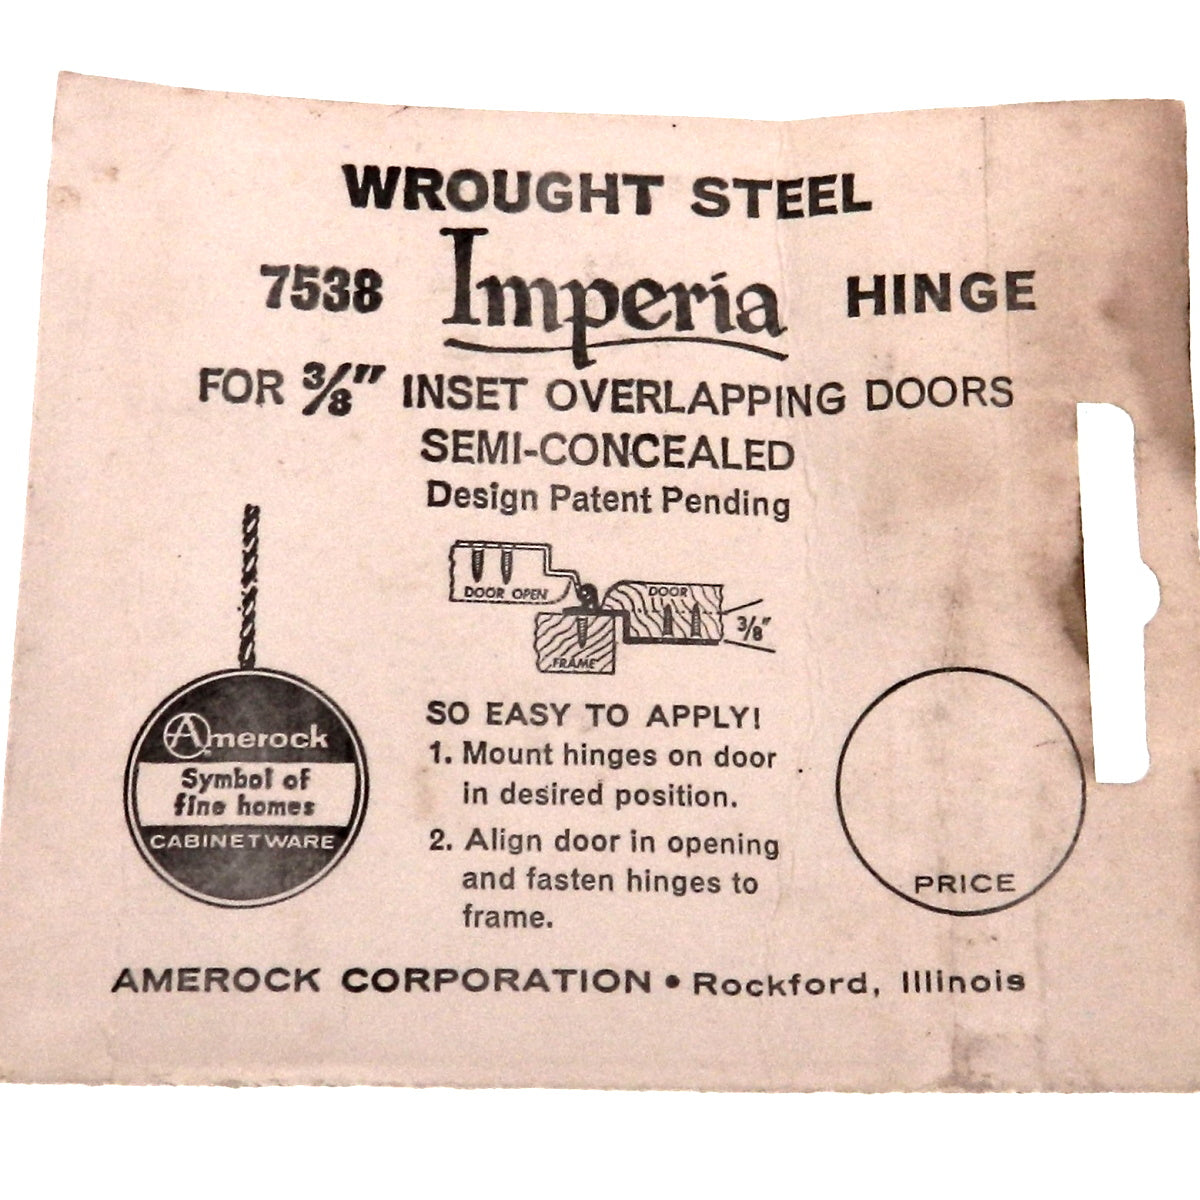 WROUGHT STEEL
7538 Imperia HINGE
FOR 3/8" INSET OVERLAPPING DOORS
SEMI-CONCEALED
Design Patent Pending
DOOR OPEN
DOOR
3/8"
FRAME
Amerock
Symbol of
fine homes
CABINETWARE
SO EASY TO APPLY!
1. Mount hinges on door
in desired position.
2. Align door in opening
and fasten hinges to
frame.
PRICE
AMEROCK CORPORATION • Rockford, Illinois